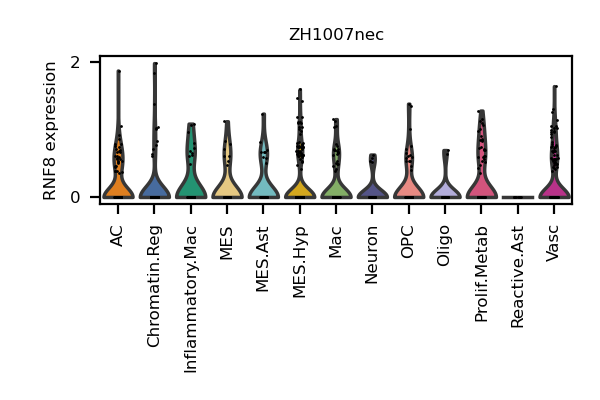 ZH1007nec
RNF8 expression
2
0
AC
Chromatin.Reg
Inflammatory.Mac
MES
MES.Ast
MES.Hyp
Mac
Neuron
OPC
Oligo
Prolif.Metab
Reactive.Ast
Vasc